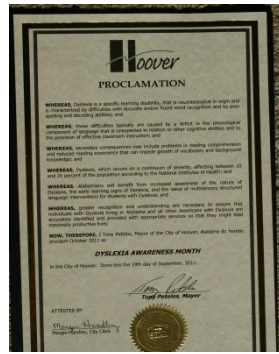 Hoover
PROCLAMATION
WHEREAS, Dyslexia is a specific learning disability, that is neurobiological in origin and
is characterized by difficulties with accurate and/or fluent word recognition and by poor
spelling and decoding abilities; and
WHEREAS, these difficulties typically are caused by a deficit in the phonological
component of language that is unexpected in relation to other cognitive abilities and to
the provision of effective classroom instruction; and
WHEREAS, secondary consequences may include problems in reading comprehension
and reduced reading experience that can impede growth of vocabulary and background
knowledge; and
WHEREAS, Dyslexia, which occurs on a continuum of severity, affecting between 10
and 20 percent of the population according to the National Institutes of Health; and
WHEREAS, Alabamians will benefit from increased awareness of the nature of
Dyslexia, the early warning signs of Dyslexia, and the value of multisensory structured
language interventions for students with Dyslexia; and
WHEREAS, greater recognition and understanding are necessary to ensure that
individuals with Dyslexia living in Alabama and all other Americans with Dyslexia are
accurately identified and provided with appropriate services so that they might lead
maximally productive lives;
NOW, THEREFORE, I Tony Petelos, Mayor of the City of Hoover, Alabama do hereby
proclaim October 2011 as
DYSLEXIA AWARENESS MONTH
in the City of Hoover. Done this the 19th day of September, 2011.
Tony Petelos, Mayor
ATTESTED BY
Margie Handley
Margie Handley, City Clerk